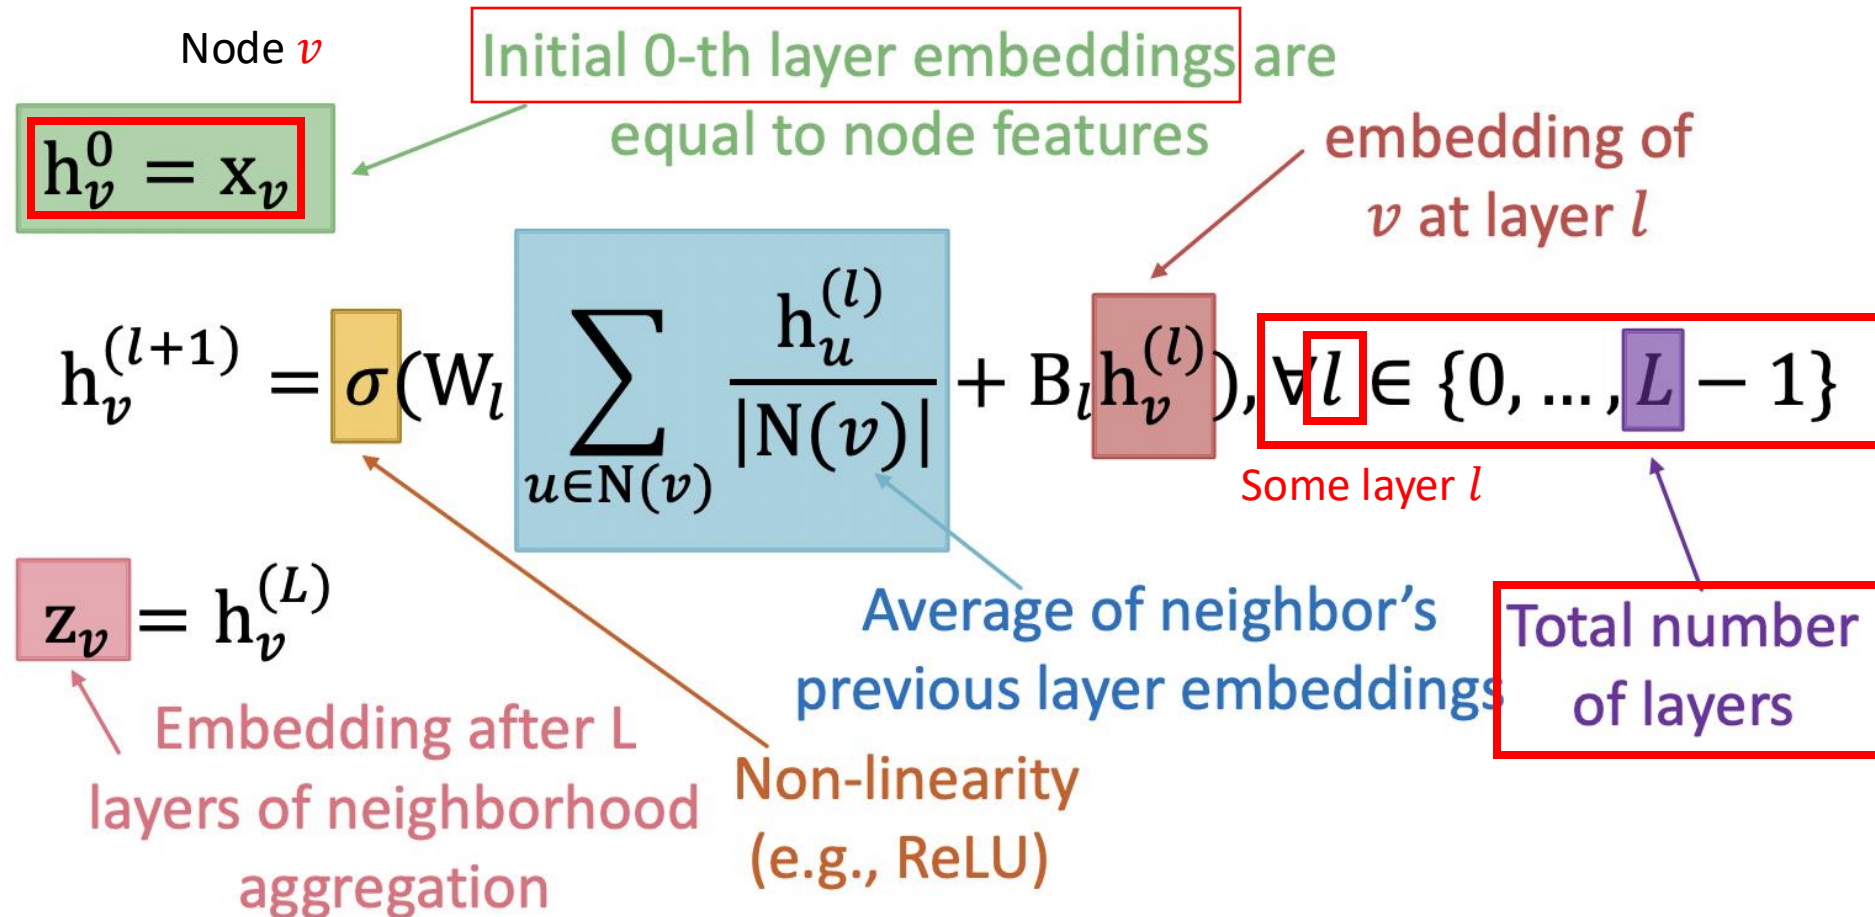 Node v
Initial 0-th layer embeddings are
equal to node features
h_v^0 = x_v
embedding of
v at layer l
h_v^{(l+1)} = σ(W_l ∑_{u∈N(v)} h_u^{(l)} / |N(v)| + B_l h_v^{(l)}), ∀l ∈ {0, …, L − 1}
Some layer l
z_v = h_v^{(L)}
Average of neighbor's
previous layer embeddings
Total number
of layers
Embedding after L
layers of neighborhood
aggregation
Non-linearity
(e.g., ReLU)